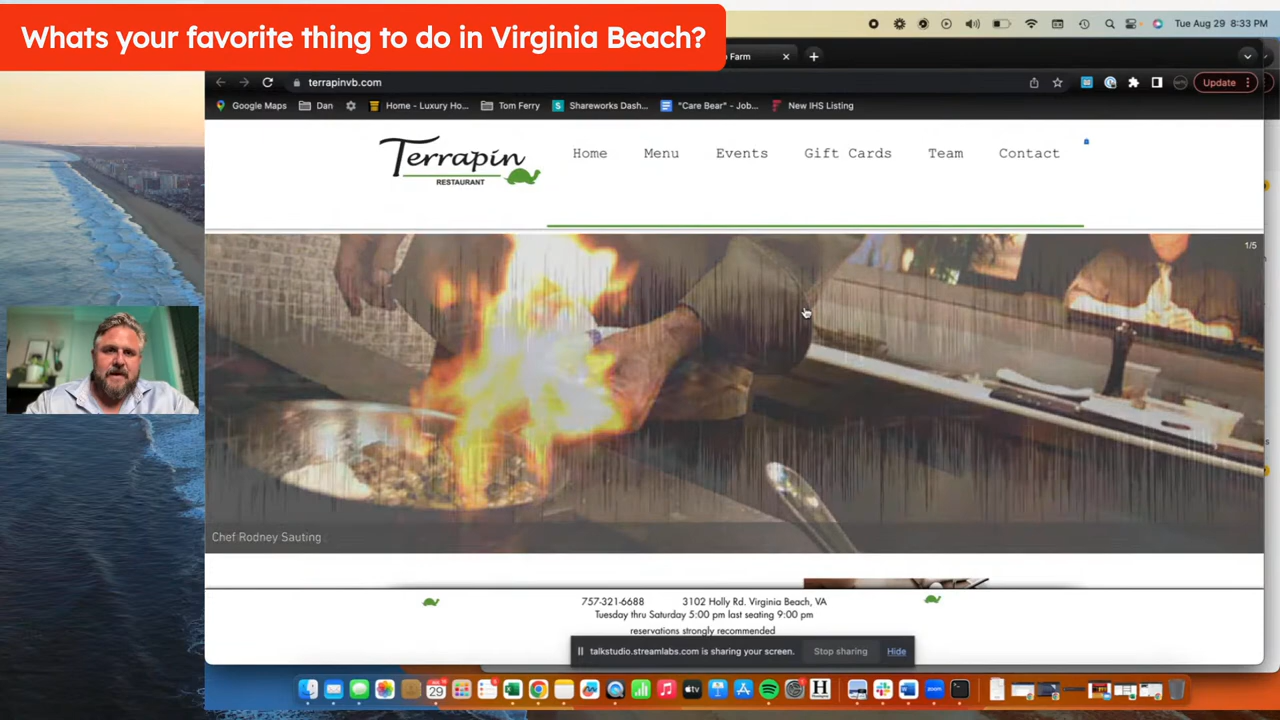 Whats your favorite thing to do in Virginia Beach?
Tue Aug 29 8:33 PM
Farm
terrapinvb.com
Update
Google Maps
Dan
Home - Luxury Ho...
Tom Ferry
Shareworks Dash...
"Care Bear" - Job...
New IHS Listing
Terrapin
RESTAURANT
Home
Menu
Events
Gift Cards
Team
Contact
1/5
Chef Rodney Sauting
757-321-6688 3102 Holly Rd. Virginia Beach, VA
Tuesday thru Saturday 5:00 pm last seating 9:00 pm
reservations strongly recommended
talkstudio.streamlabs.com is sharing your screen.
Stop sharing
Hide
29
tv
H
zoom